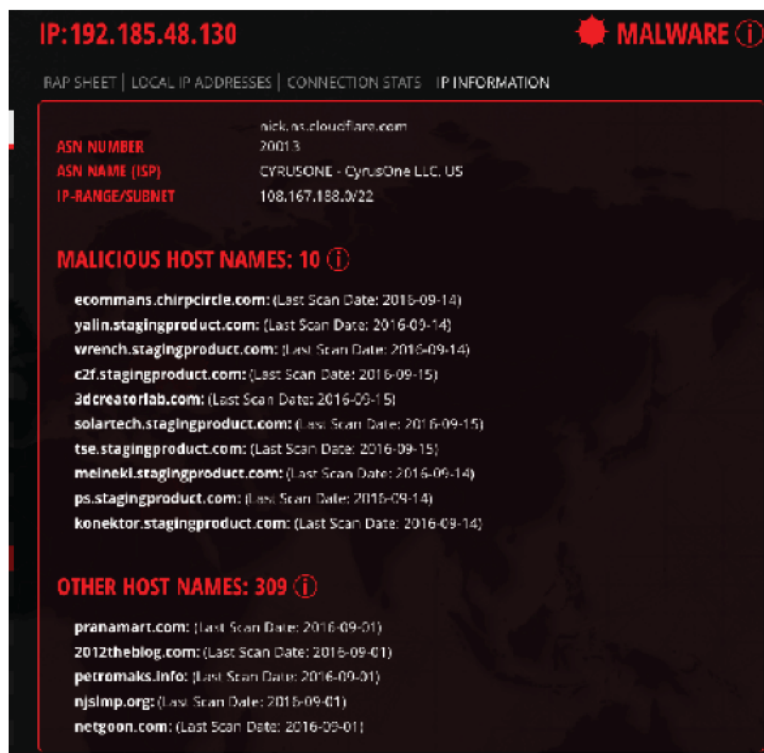 IP:192.185.48.130
MALWARE
RAP SHEET | LOCAL IP ADDRESSES | CONNECTION STATS IP INFORMATION
nick.ns.cloudflare.com
ASN NUMBER 20013
ASN NAME (ISP) CYRUSONE - CyrusOne LLC, US
IP-RANGE/SUBNET 108.167.188.0/22
MALICIOUS HOST NAMES: 10
ecommans.chirpcircle.com: (Last Scan Date: 2016-09-14)
yalin.stagingproduct.com: (Last Scan Date: 2016-09-14)
wrench.stagingproduct.com: (Last Scan Date: 2016-09-14)
c2f.stagingproduct.com: (Last Scan Date: 2016-09-15)
3dcreatorlab.com: (Last Scan Date: 2016-09-15)
solartech.stagingproduct.com: (Last Scan Date: 2016-09-15)
tse.stagingproduct.com: (Last Scan Date: 2016-09-15)
meineki.stagingproduct.com: (Last Scan Date: 2016-09-14)
ps.stagingproduct.com: (Last Scan Date: 2016-09-14)
konektor.stagingproduct.com: (Last Scan Date: 2016-09-14)
OTHER HOST NAMES: 309
pranamart.com: (Last Scan Date: 2016-09-01)
2012theblog.com: (Last Scan Date: 2016-09-01)
petromaks.info: (Last Scan Date: 2016-09-01)
njslmp.org: (Last Scan Date: 2016-09-01)
netgoon.com: (Last Scan Date: 2016-09-01)